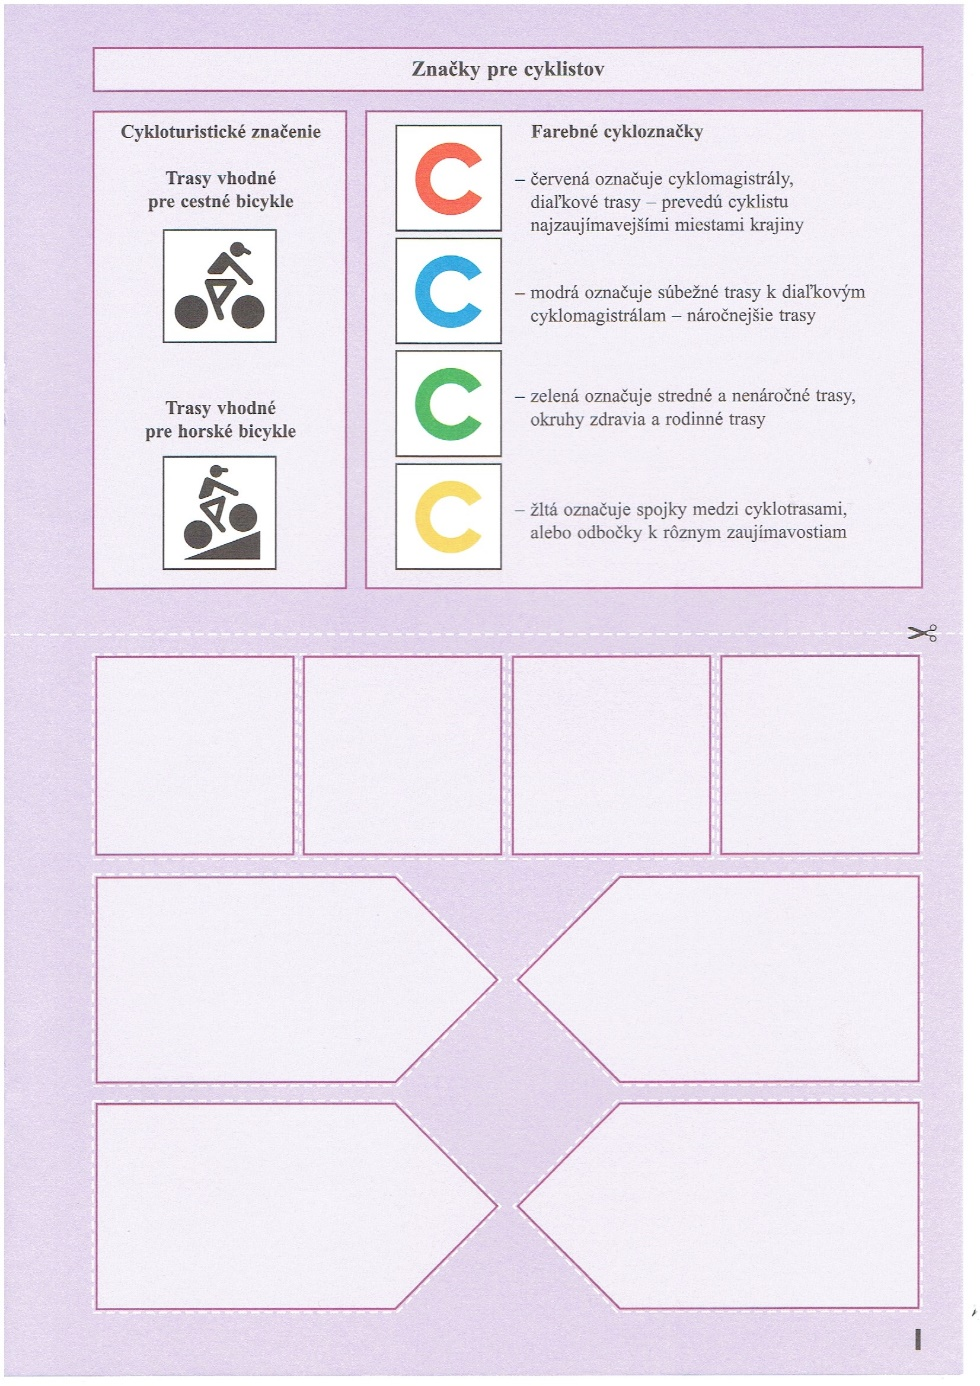 Značky pre cyklistov
Cykloturistické značenie
Trasy vhodné
pre cestné bicykle
Trasy vhodné
pre horské bicykle
Farebné cykloznačky
C
– červená označuje cyklomagistrály,
diaľkové trasy – prevedú cyklistu
najzaujímavejšími miestami krajiny
C
– modrá označuje súbežné trasy k diaľkovým
cyklomagistrálam – náročnejšie trasy
C
– zelená označuje stredné a nenáročné trasy,
okruhy zdravia a rodinné trasy
C
– žltá označuje spojky medzi cyklotrasami,
alebo odbočky k rôznym zaujímavostiam
I